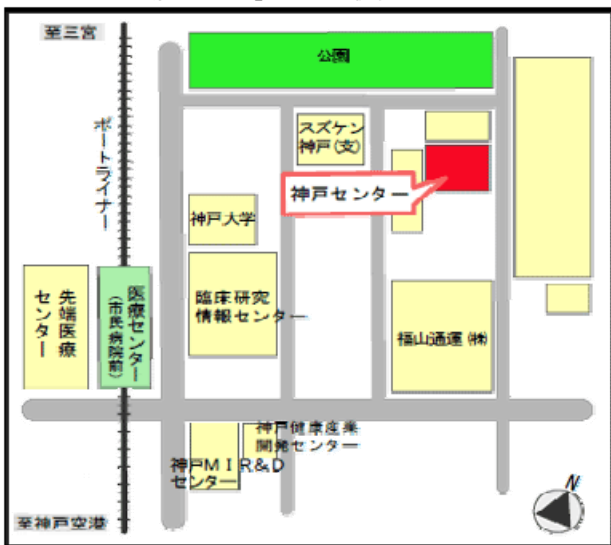 至三宮
公園
ポートライナー
スズケン
神戸(支)
神戸センター
神戸大学
先端医療
センター
医療センター
(市民病院前)
臨床研究
情報センター
福山通運(株)
神戸健康産業
開発センター
神戸MIR&D
センター
至神戸空港
N